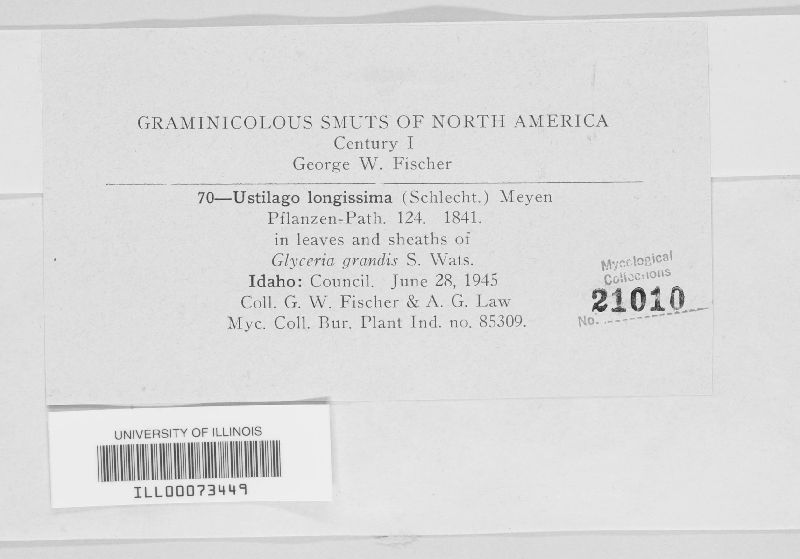 GRAMINICOLOUS SMUTS OF NORTH AMERICA
Century I
George W. Fischer
70—Ustilago longissima (Schlecht.) Meyen
Pflanzen-Path. 124. 1841.
in leaves and sheaths of
Glyceria grandis S. Wats.
Idaho: Council. June 28, 1945
Coll. G. W. Fischer & A. G. Law
Myc. Coll. Bur. Plant Ind. no. 85309.
Mycological
Collections
21010
No.
UNIVERSITY OF ILLINOIS
ILL00073449